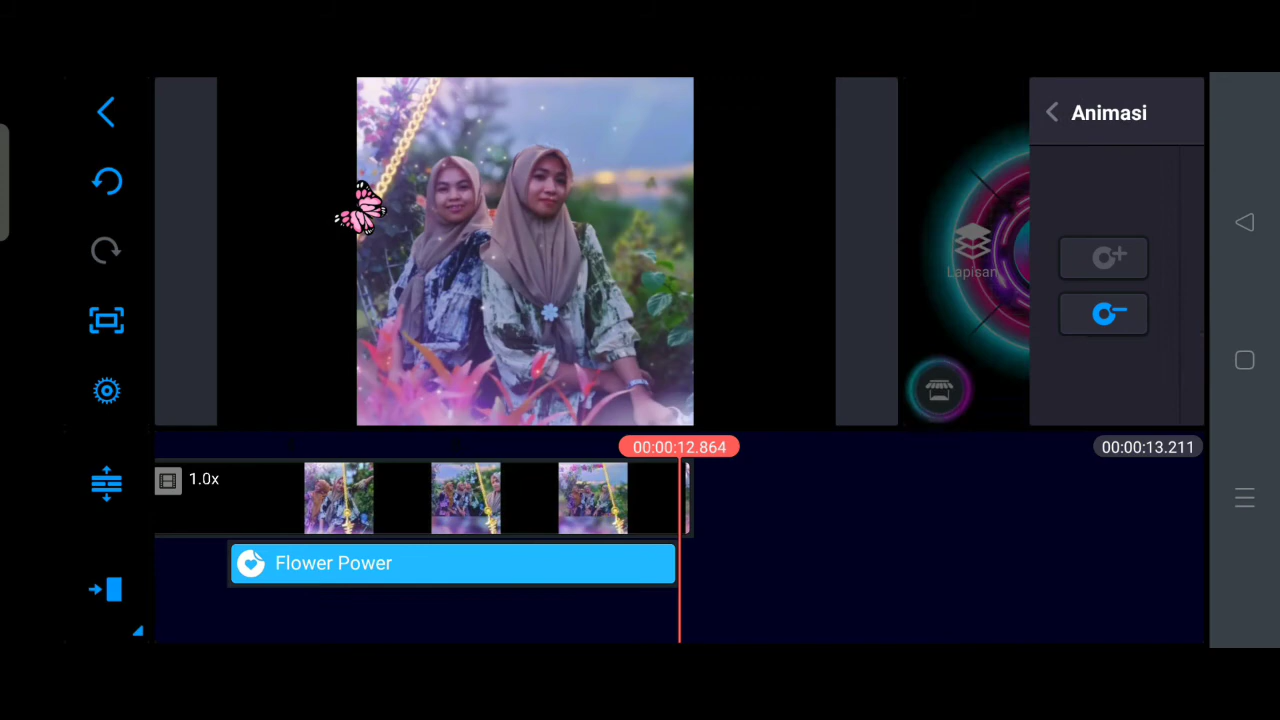 Animasi
Lapisan
00:00:12.864
00:00:13.211
1.0x
Flower Power